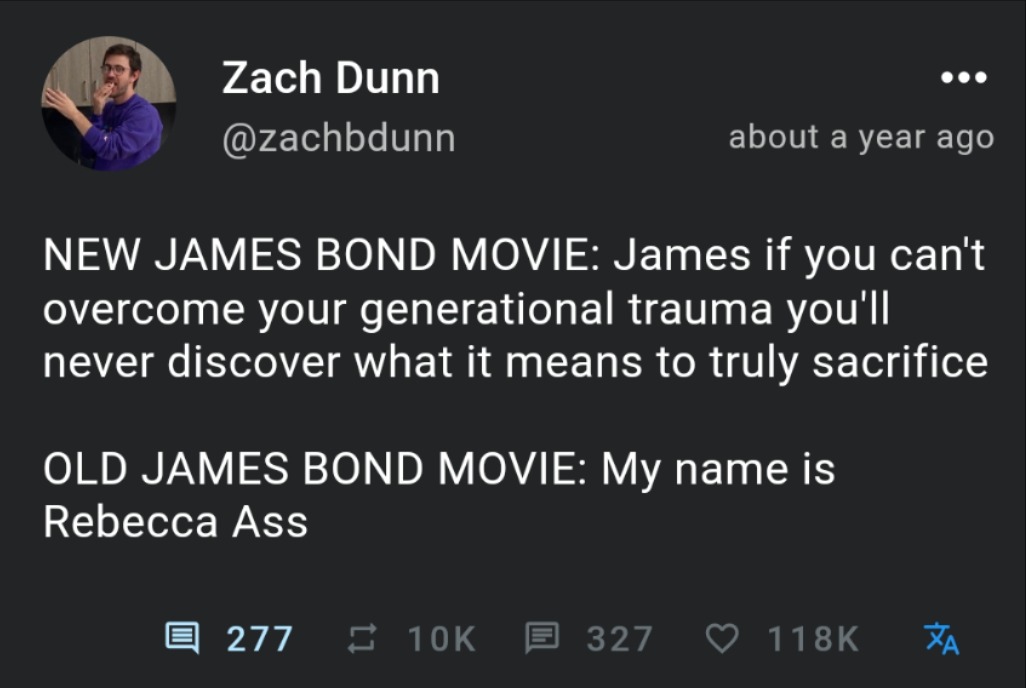 Zach Dunn
@zachbdunn
about a year ago
NEW JAMES BOND MOVIE: James if you can't
overcome your generational trauma you'll
never discover what it means to truly sacrifice
OLD JAMES BOND MOVIE: My name is
Rebecca Ass
277 10K 327 118K